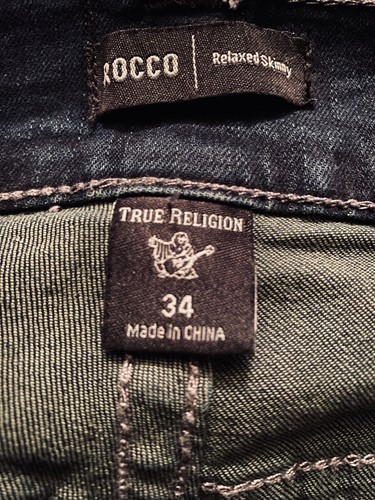 ROCCO | Relaxed Skinny
TRUE RELIGION
34
Made in CHINA